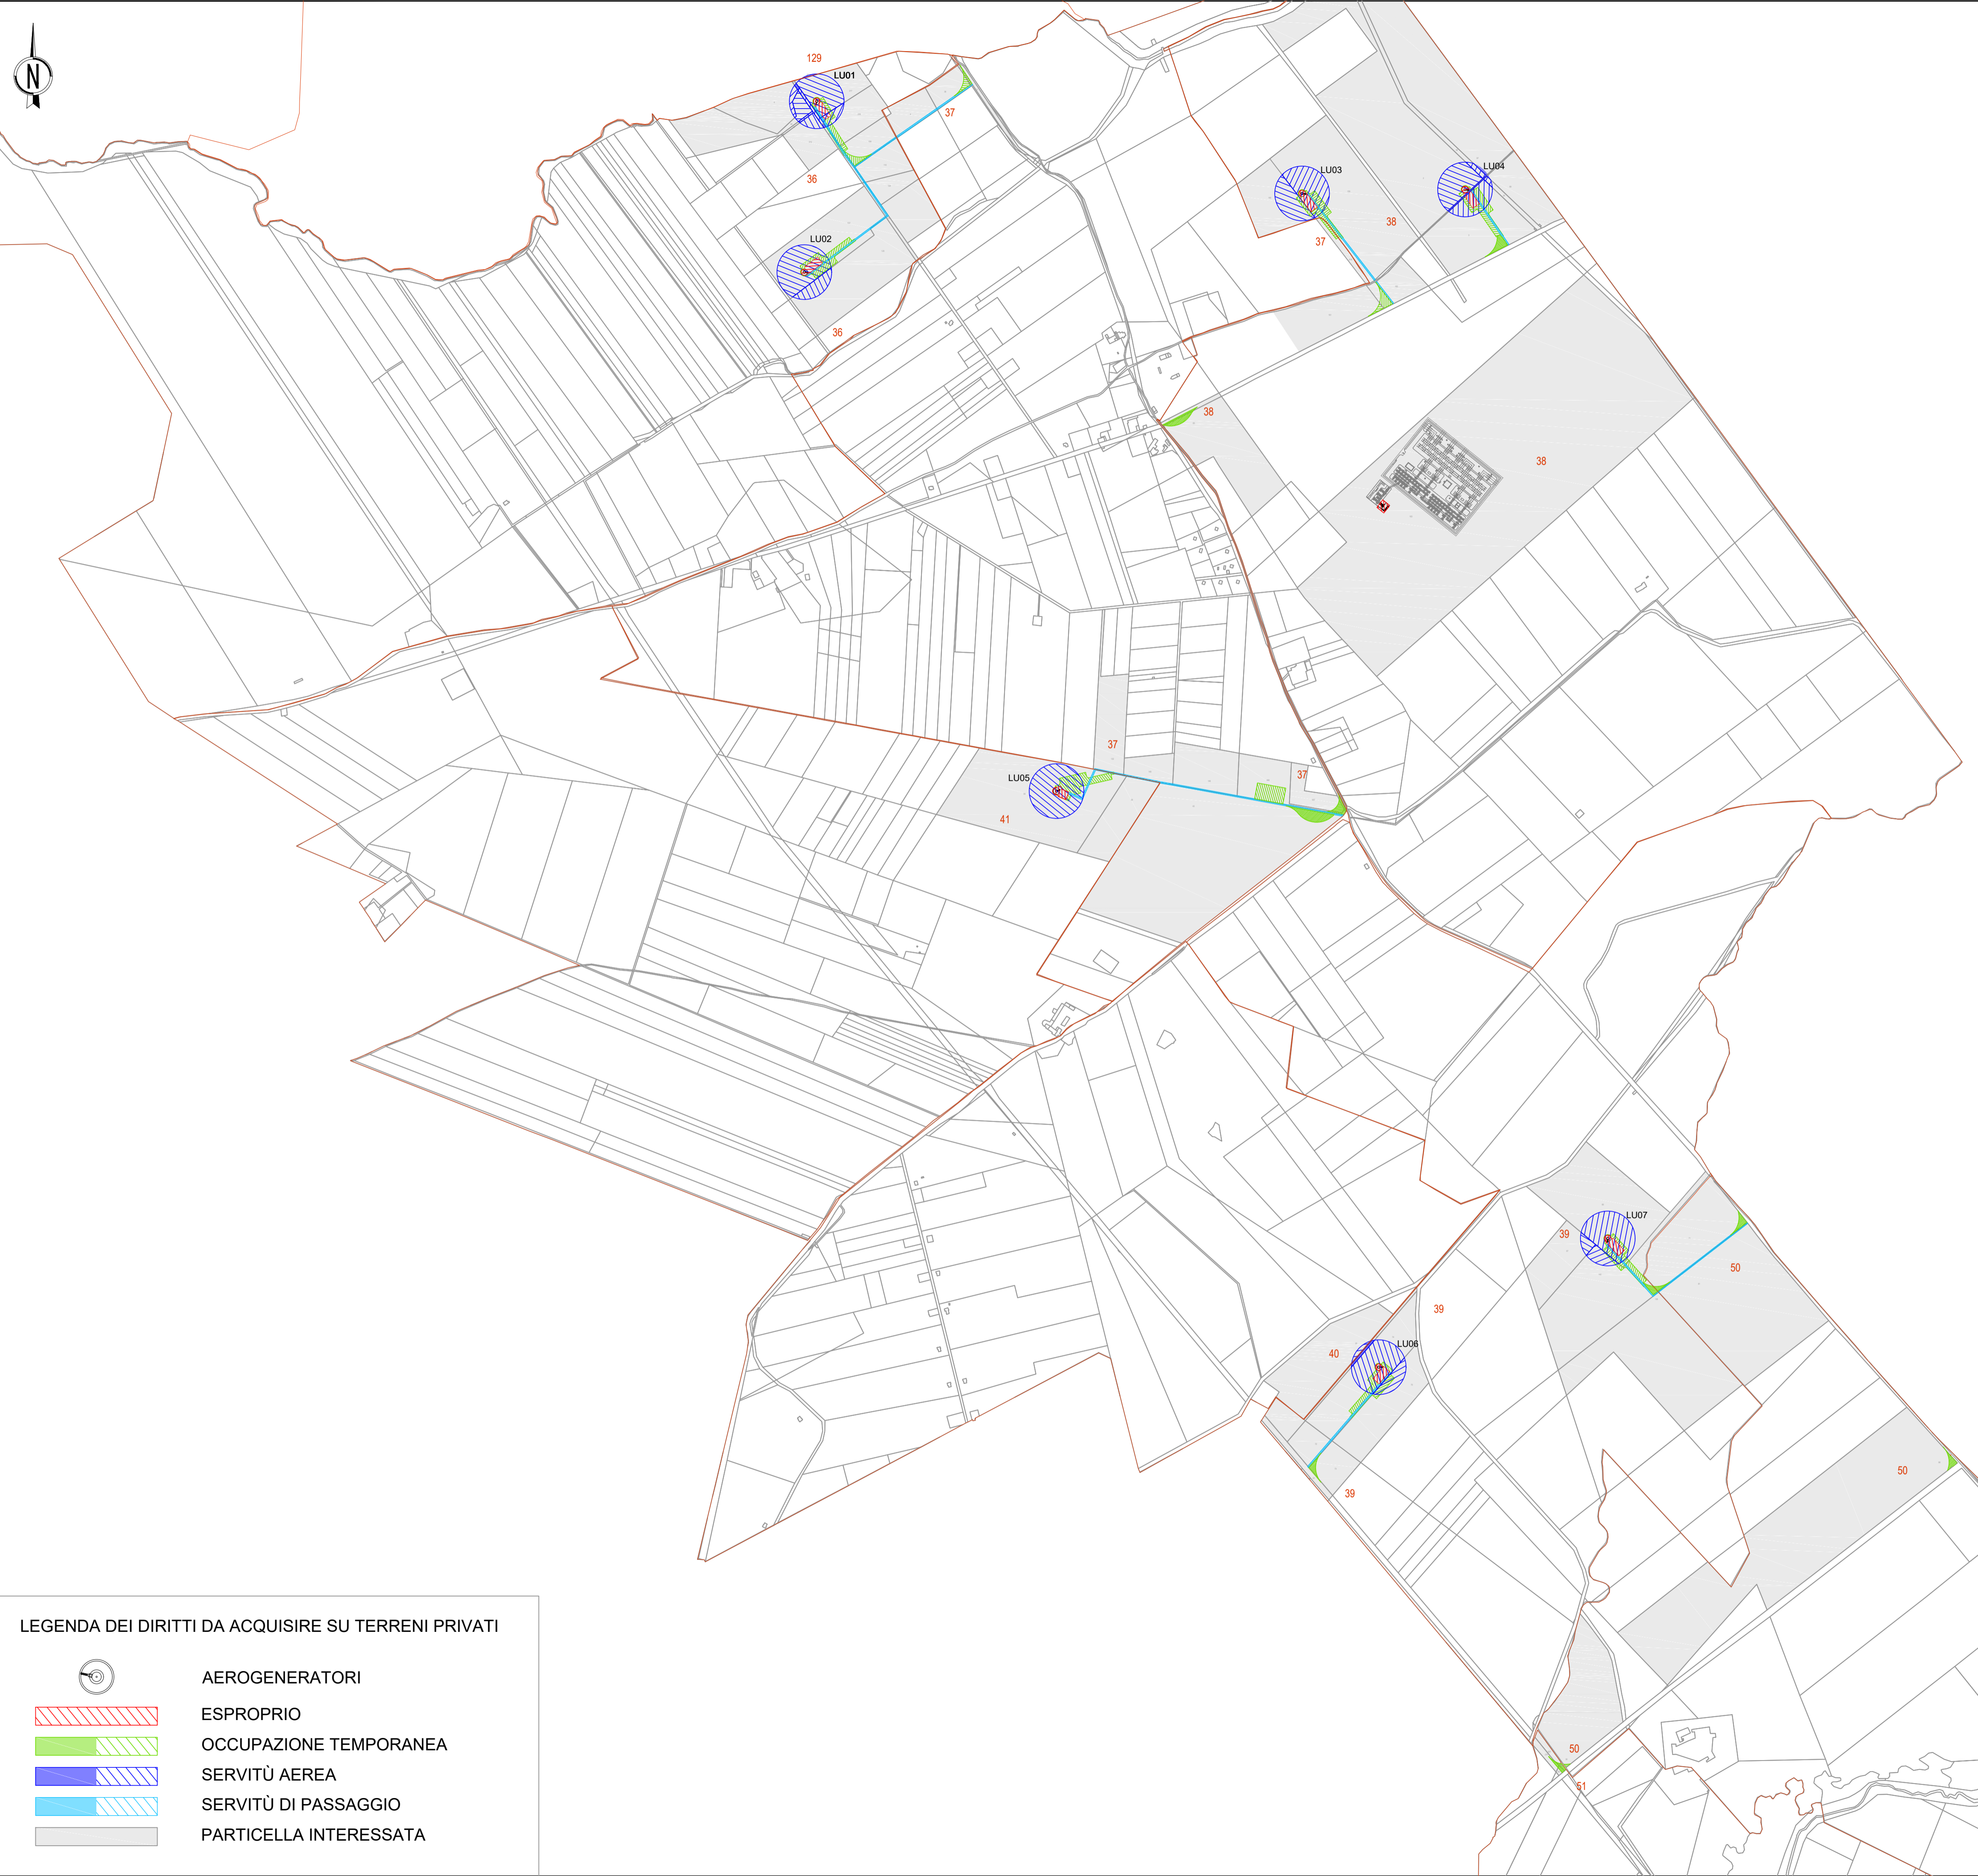 N
129
LU01
37
36
LU02
36
LU03
LU04
38
37
38
38
37
37
LU05
41
LU07
39
50
39
LU06
40
39
50
50
51
LEGENDA DEI DIRITTI DA ACQUISIRE SU TERRENI PRIVATI
AEROGENERATORI
ESPROPRIO
OCCUPAZIONE TEMPORANEA
SERVITÙ AEREA
SERVITÙ DI PASSAGGIO
PARTICELLA INTERESSATA